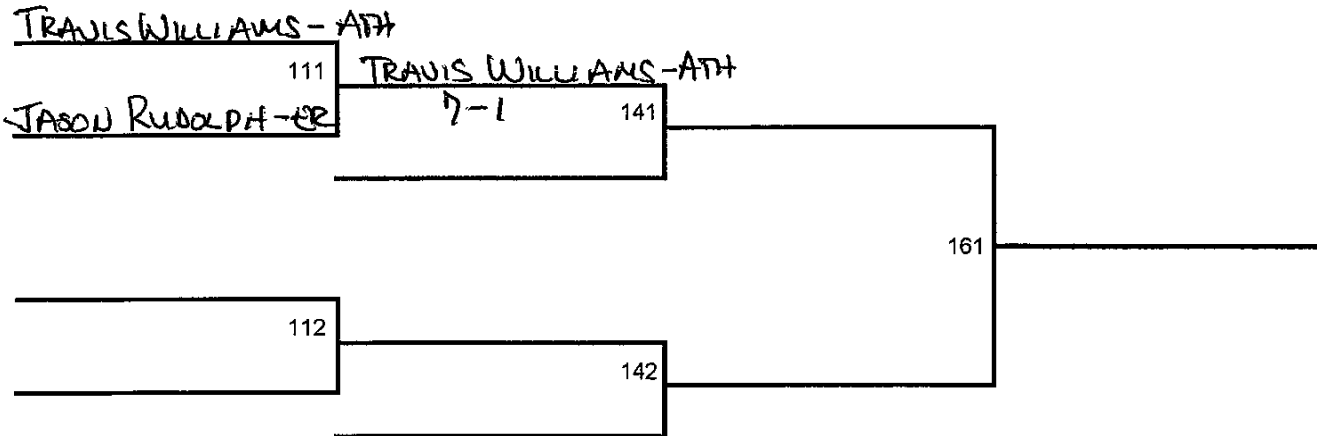 TRAVIS WILLIAMS - ATH
111
TRAVIS WILLIAMS - ATH
JASON RUDOLPH - ER
7-1
141
161
112
142